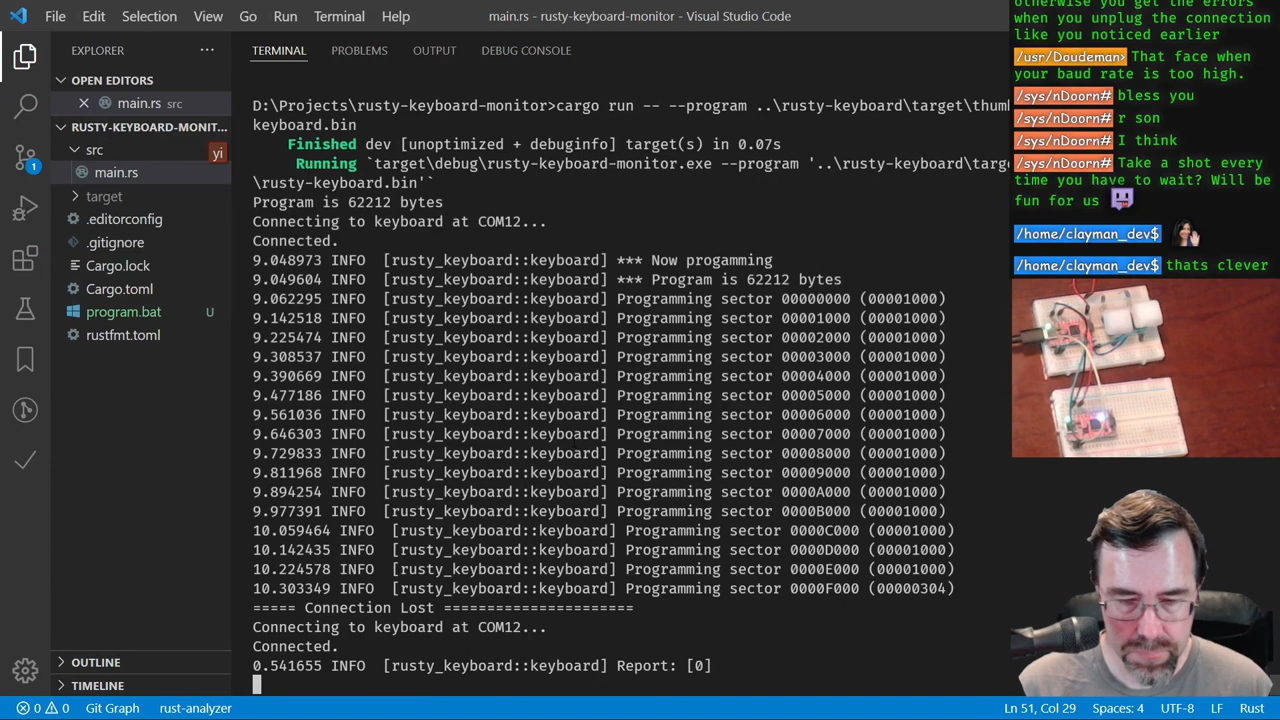 File Edit Selection View Go Run Terminal Help main.rs - rusty-keyboard-monitor - Visual Studio Code
EXPLORER
OPEN EDITORS
main.rs src
RUSTY-KEYBOARD-MONIT...
src
yi
main.rs
target
.editorconfig
.gitignore
Cargo.lock
Cargo.toml
program.bat U
rustfmt.toml
OUTLINE
TIMELINE
1
TERMINAL PROBLEMS OUTPUT DEBUG CONSOLE
D:\Projects\rusty-keyboard-monitor>cargo run -- --program ..\rusty-keyboard\target\thum
keyboard.bin
Finished dev [unoptimized + debuginfo] target(s) in 0.07s
Running `target\debug\rusty-keyboard-monitor.exe --program '..\rusty-keyboard\targe
\rusty-keyboard.bin'`
Program is 62212 bytes
Connecting to keyboard at COM12...
Connected.
9.048973 INFO [rusty_keyboard::keyboard] *** Now progamming
9.049604 INFO [rusty_keyboard::keyboard] *** Program is 62212 bytes
9.062295 INFO [rusty_keyboard::keyboard] Programming sector 00000000 (00001000)
9.142518 INFO [rusty_keyboard::keyboard] Programming sector 00001000 (00001000)
9.225474 INFO [rusty_keyboard::keyboard] Programming sector 00002000 (00001000)
9.308537 INFO [rusty_keyboard::keyboard] Programming sector 00003000 (00001000)
9.390669 INFO [rusty_keyboard::keyboard] Programming sector 00004000 (00001000)
9.477186 INFO [rusty_keyboard::keyboard] Programming sector 00005000 (00001000)
9.561036 INFO [rusty_keyboard::keyboard] Programming sector 00006000 (00001000)
9.646303 INFO [rusty_keyboard::keyboard] Programming sector 00007000 (00001000)
9.729833 INFO [rusty_keyboard::keyboard] Programming sector 00008000 (00001000)
9.811968 INFO [rusty_keyboard::keyboard] Programming sector 00009000 (00001000)
9.894254 INFO [rusty_keyboard::keyboard] Programming sector 0000A000 (00001000)
9.977391 INFO [rusty_keyboard::keyboard] Programming sector 0000B000 (00001000)
10.059464 INFO [rusty_keyboard::keyboard] Programming sector 0000C000 (00001000)
10.142435 INFO [rusty_keyboard::keyboard] Programming sector 0000D000 (00001000)
10.224578 INFO [rusty_keyboard::keyboard] Programming sector 0000E000 (00001000)
10.303349 INFO [rusty_keyboard::keyboard] Programming sector 0000F000 (00000304)
===== Connection Lost ======================
Connecting to keyboard at COM12...
Connected.
0.541655 INFO [rusty_keyboard::keyboard] Report: [0]
otherwise you get the errors
when you unplug the connection
like you noticed earlier
/usr/Doudeman> That face when
your baud rate is too high.
/sys/nDoorn# bless you
/sys/nDoorn# r son
/sys/nDoorn# I think
/sys/nDoorn# Take a shot every
time you have to wait? Will be
fun for us
/home/clayman_dev$
/home/clayman_dev$ thats clever
0 0 Git Graph rust-analyzer Ln 51, Col 29 Spaces: 4 UTF-8 LF Rust